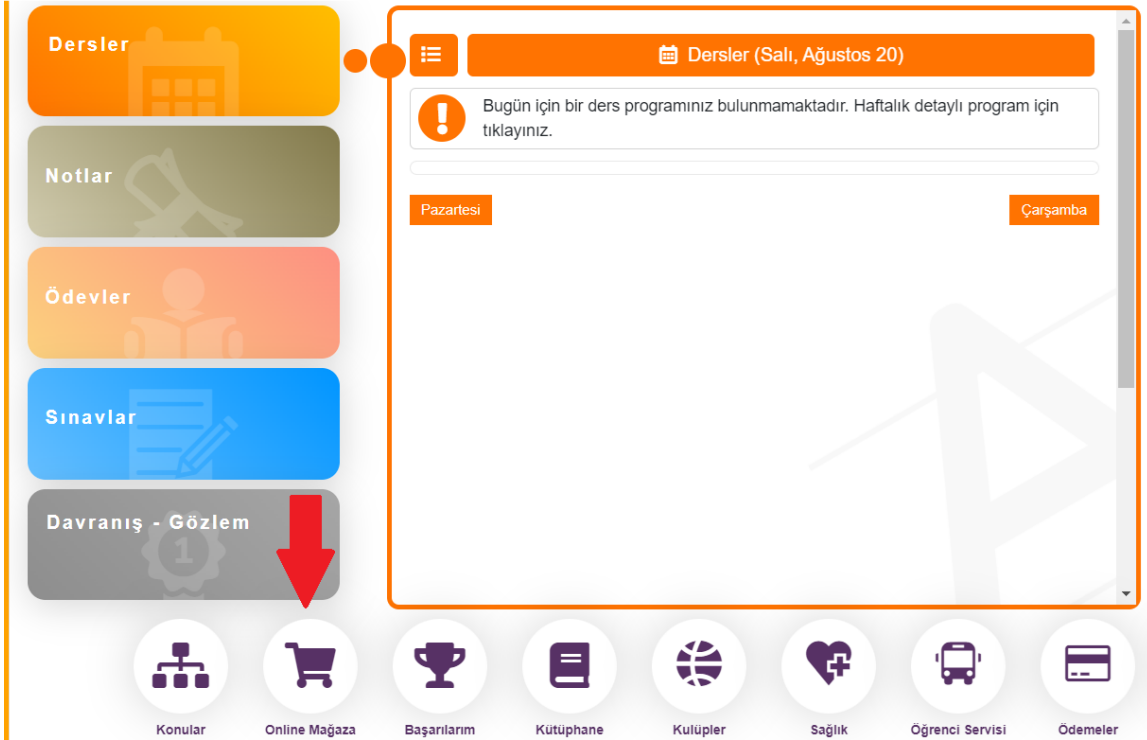 Dersler
Notlar
Ödevler
Sınavlar
Davranış - Gözlem
1
Dersler (Salı, Ağustos 20)
Bugün için bir ders programınız bulunmamaktadır. Haftalık detaylı program için
tıklayınız.
Pazartesi
Çarşamba
Konular
Online Mağaza
Başarılarım
Kütüphane
Kulüpler
Sağlık
Öğrenci Servisi
Ödemeler